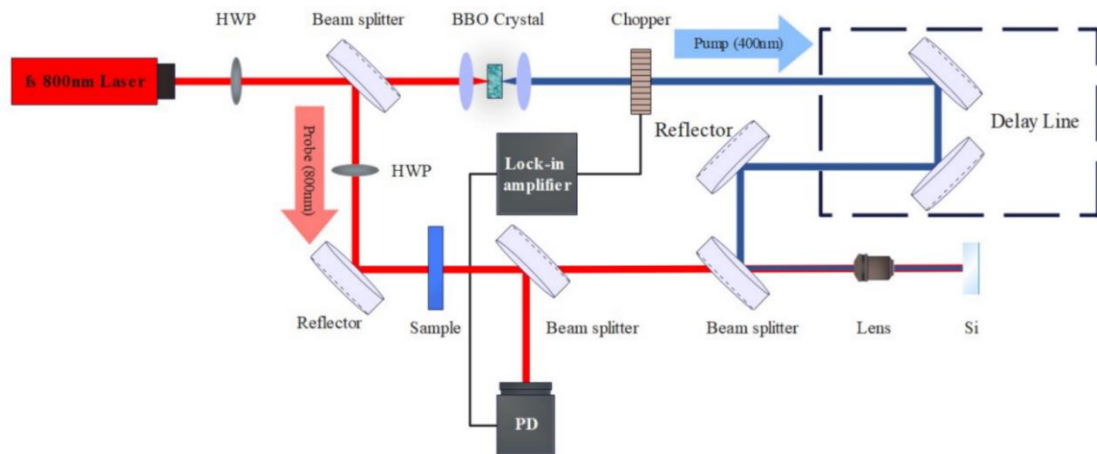 HWP
Beam splitter
BBO Crystal
Chopper
Pump (400nm)
fs 800nm Laser
Delay Line
Reflector
Probe (800nm)
HWP
Lock-in
amplifier
Reflector
Sample
Beam splitter
Beam splitter
Lens
Si
PD